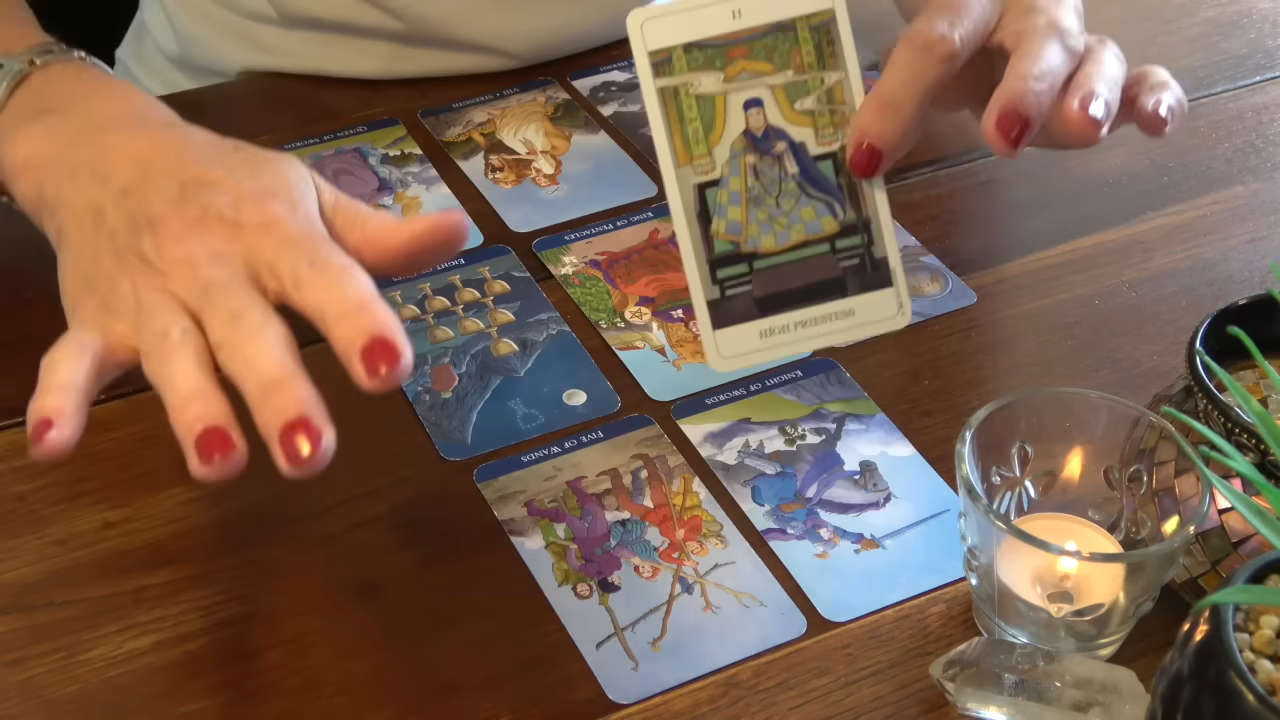 II
HIGH PRIESTESS
HERMIT
VIII • STRENGTH
QUEEN OF SWORDS
KING OF PENTACLES
EIGHT OF CUPS
KNIGHT OF SWORDS
FIVE OF WANDS